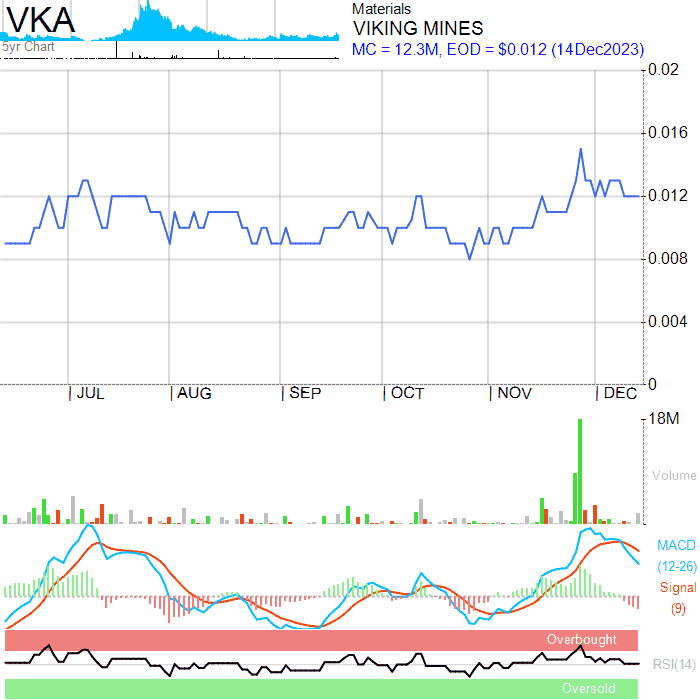 VKA
5yr Chart
Materials
VIKING MINES
MC = 12.3M, EOD = $0.012 (14Dec2023)
0.02
0.016
0.012
0.008
0.004
0
JUL AUG SEP OCT NOV DEC
18M
Volume
MACD
(12-26)
Signal
(9)
Overbought
RSI(14)
Oversold